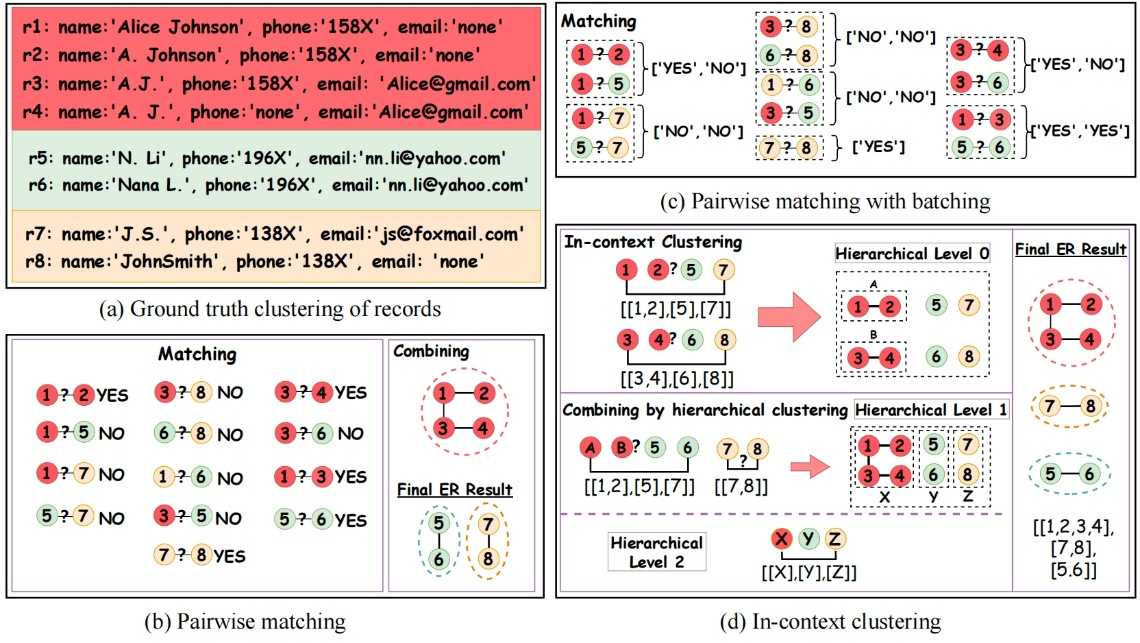 r1: name:'Alice Johnson', phone:'158X', email:'none'
r2: name:'A. Johnson', phone:'158X', email:'none'
r3: name:'A.J.', phone:'158X', email: 'Alice@gmail.com'
r4: name:'A. J.', phone:'none', email:'Alice@gmail.com'
r5: name:'N. Li', phone:'196X', email:'nn.li@yahoo.com'
r6: name:'Nana L.', phone:'196X', email:'nn.li@yahoo.com'
r7: name:'J.S.', phone:'138X', email:'js@foxmail.com'
r8: name:'JohnSmith', phone:'138X', email: 'none'
(a) Ground truth clustering of records
Matching
1 ? 2 YES
1 ? 5 NO
1 ? 7 NO
5 ? 7 NO
3 ? 8 NO
6 ? 8 NO
1 ? 6 NO
3 ? 5 NO
7 ? 8 YES
3 ? 4 YES
3 ? 6 NO
1 ? 3 YES
5 ? 6 YES
Combining
1 2
3 4
Final ER Result
5 7
6 8
(b) Pairwise matching
Matching
1 ? 2
1 ? 5
['YES','NO']
1 ? 7
5 ? 7
['NO','NO']
3 ? 8
6 ? 8
['NO','NO']
1 ? 6
3 ? 5
['NO','NO']
7 ? 8
['YES']
3 ? 4
3 ? 6
['YES','NO']
1 ? 3
5 ? 6
['YES','YES']
(c) Pairwise matching with batching
In-context Clustering
1 2 ? 5 7
[[1,2],[5],[7]]
3 4 ? 6 8
[[3,4],[6],[8]]
Hierarchical Level 0
A
1 2 5 7
B
3 4 6 8
Combining by hierarchical clustering
A B ? 5 6
[[1,2],[5],[7]]
7 8
?
[[7,8]]
Hierarchical Level 1
1 2 5 7
3 4 6 8
X Y Z
Hierarchical
Level 2
X Y Z
[[X],[Y],[Z]]
Final ER Result
1 2
3 4
7 8
5 6
[[1,2,3,4],
[7,8],
[5,6]]
(d) In-context clustering